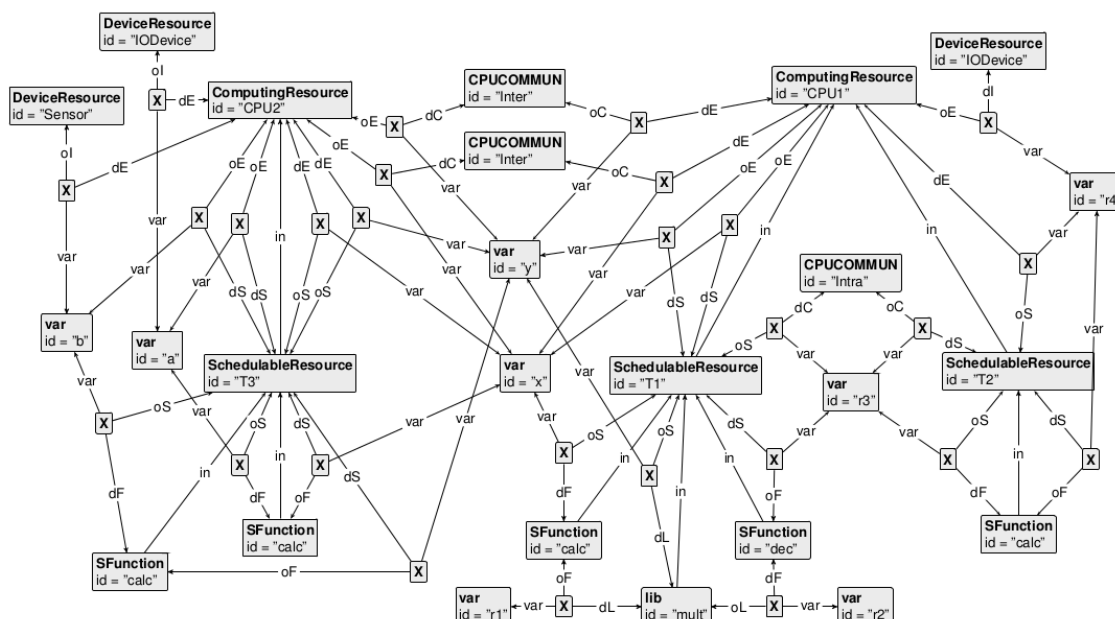 DeviceResource
id = "IODevice"
DeviceResource
id = "IODevice"
oI
dI
DeviceResource
id = "Sensor"
X
dE
ComputingResource
id = "CPU2"
CPUCOMMUN
id = "Inter"
ComputingResource
id = "CPU1"
oE
X
dC
oC
X
dE
oE
X
oI
X
dE
oE
X
dC
CPUCOMMUN
id = "Inter"
oC
X
dE
var
oE
oE
in
dE
dE
var
var
oE
oE
in
in
dE
var
id = "r4"
var
var
X
X
X
X
var
var
var
X
X
var
X
var
var
var
dS
dS
oS
oS
var
id = "y"
var
dS
dS
CPUCOMMUN
id = "Intra"
dC
oC
oS
var
var
id = "b"
var
id = "a"
var
X
oS
X
dS
var
var
SchedulableResource
id = "T3"
var
id = "x"
SchedulableResource
id = "T1"
var
id = "r3"
SchedulableResource
id = "T2"
var
X
oS
var
oS
in
dS
var
var
X
oS
oS
in
in
dS
var
X
var
X
oS
in
dS
X
dF
in
X
dF
oF
X
dS
dF
X
dL
in
oF
dF
oF
SFunction
id = "calc"
SFunction
id = "calc"
oF
X
SFunction
id = "calc"
SFunction
id = "dec"
SFunction
id = "calc"
oF
dF
var
id = "r1"
var
X
dL
lib
id = "mult"
oL
X
var
var
id = "r2"